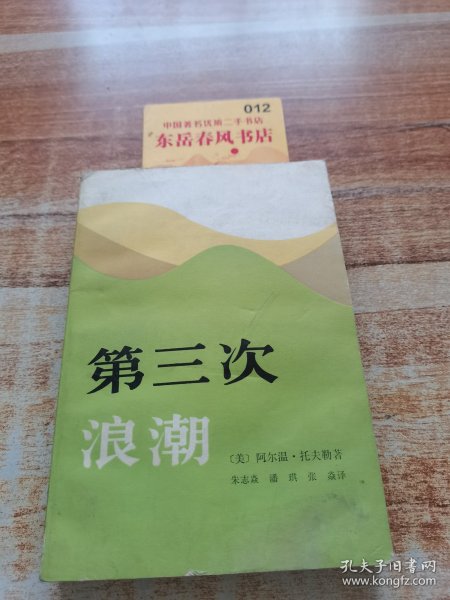 012
中国著名优质二手书店
东岳春风书店
第三次
浪潮
〔美〕阿尔温·托夫勒著
朱志焱 潘琪 张焱译
孔夫子旧书网
www.kongfz.com